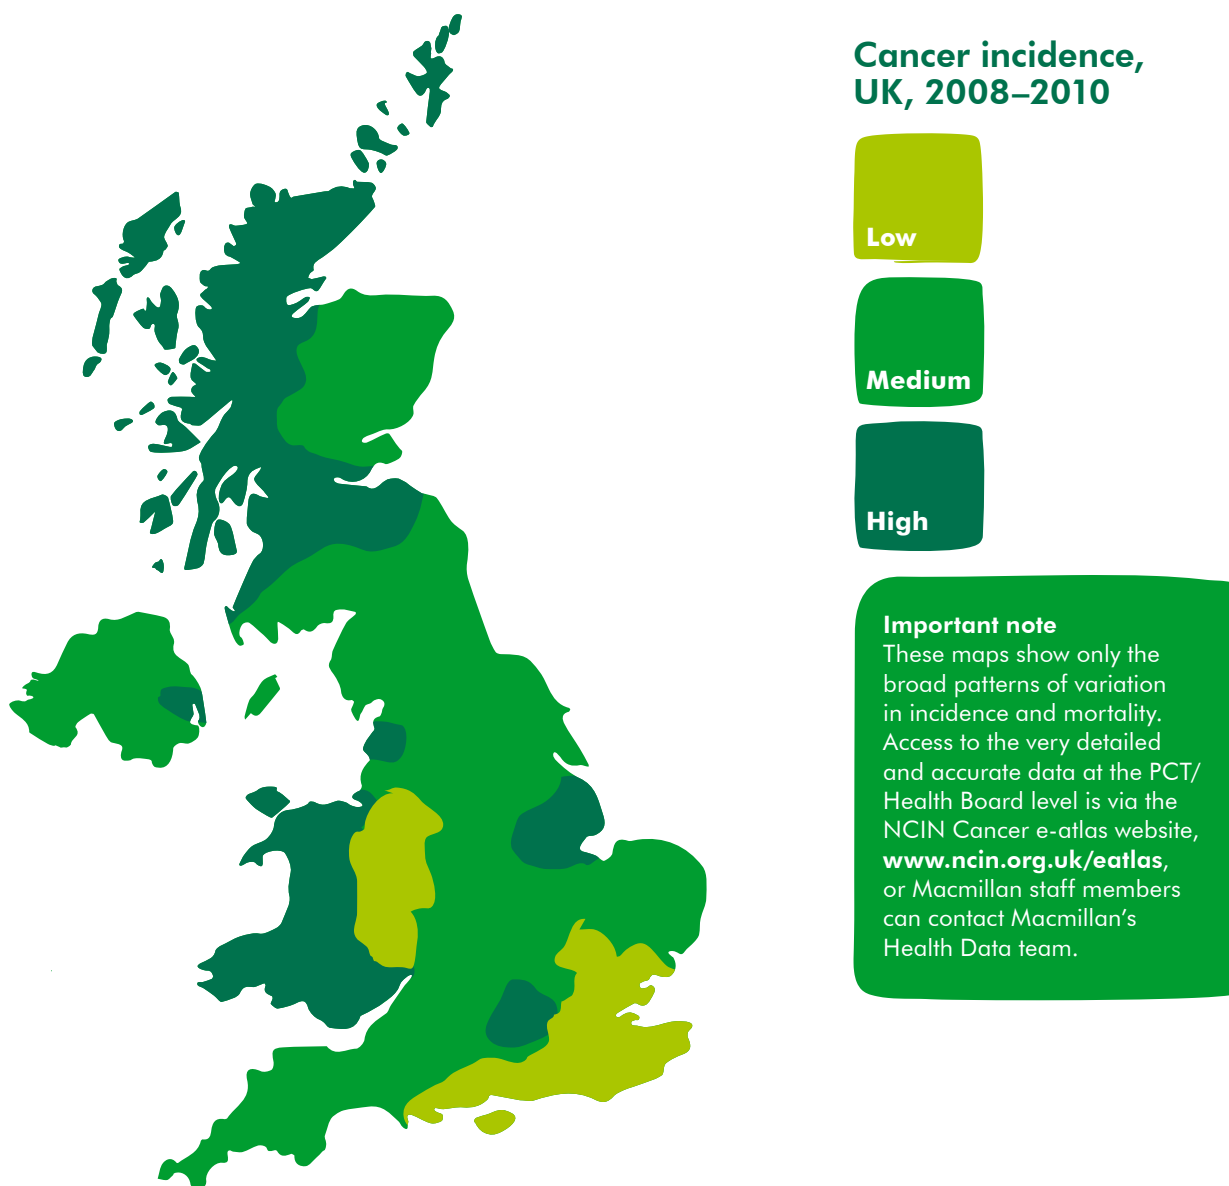 Cancer incidence,
UK, 2008–2010
Low
Medium
High
Important note
These maps show only the
broad patterns of variation
in incidence and mortality.
Access to the very detailed
and accurate data at the PCT/
Health Board level is via the
NCIN Cancer e-atlas website,
www.ncin.org.uk/eatlas,
or Macmillan staff members
can contact Macmillan’s
Health Data team.